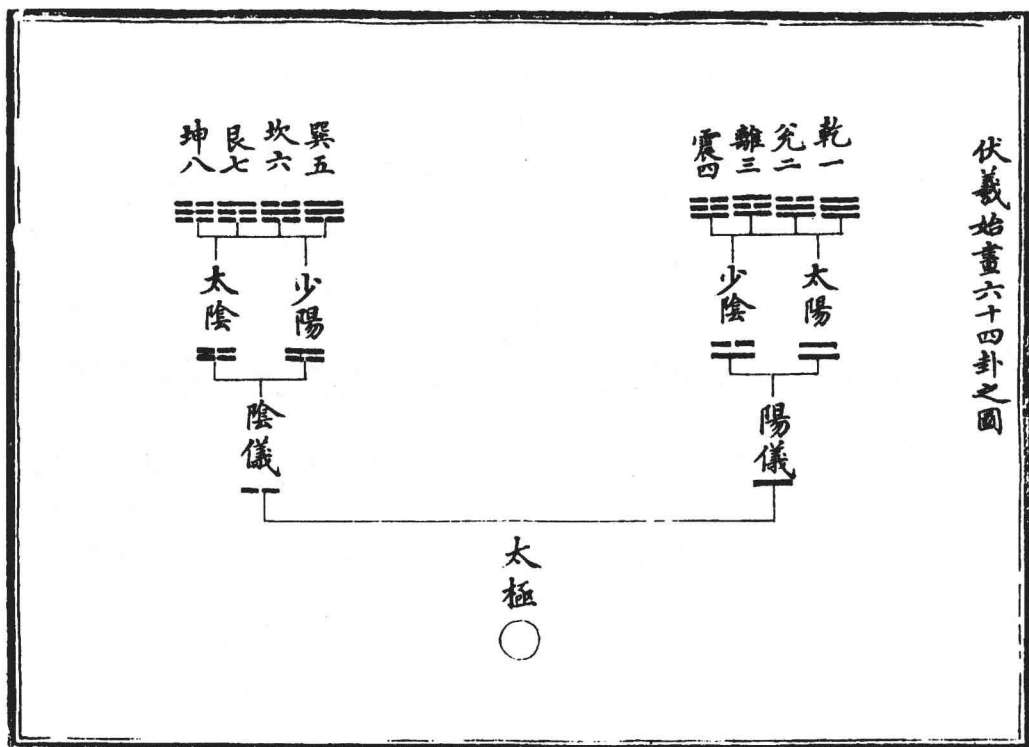 伏羲始畫六十四卦之圖
乾一
兊二
離三
震四
巽五
坎六
艮七
坤八
太陽
少陰
少陽
太陰
陽儀
陰儀
太極